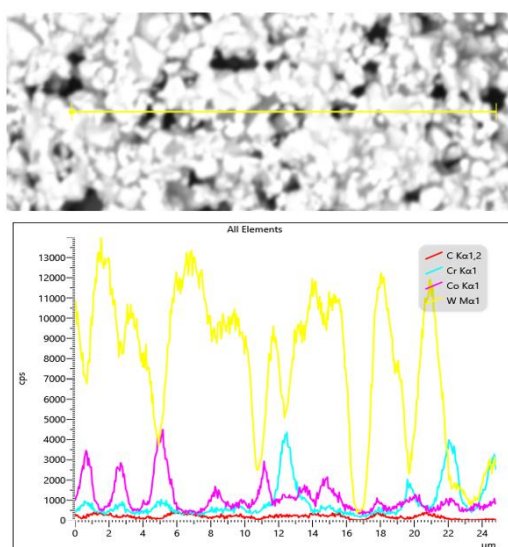 All Elements
C Kα1,2
Cr Kα1
Co Kα1
W Mα1
13000
12000
11000
10000
9000
8000
7000
6000
5000
4000
3000
2000
1000
0
cps
0 2 4 6 8 10 12 14 16 18 20 22 24
um